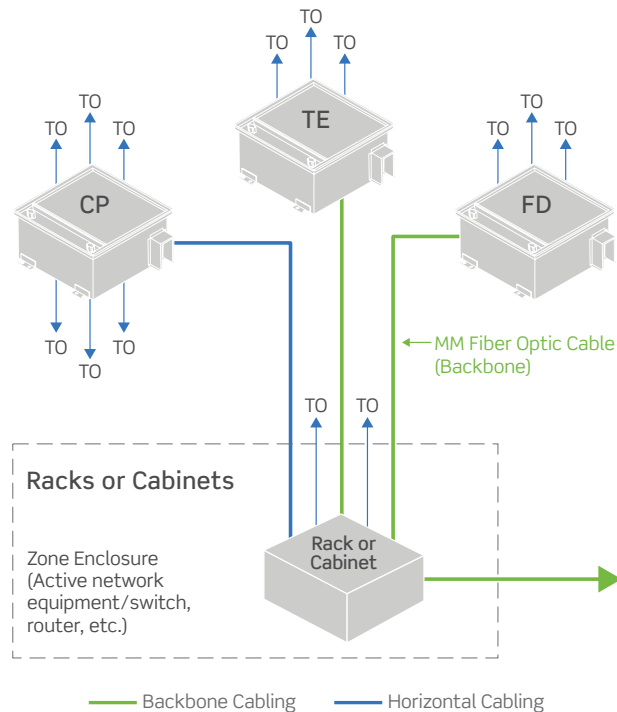 TO
TO TO
TE
TO
TO TO
CP
TO
TO TO
FD
TO TO
TO
MM Fiber Optic Cable
(Backbone)
TO TO
Racks or Cabinets
Rack or
Cabinet
Zone Enclosure
(Active network
equipment/switch,
router, etc.)
Backbone Cabling
Horizontal Cabling